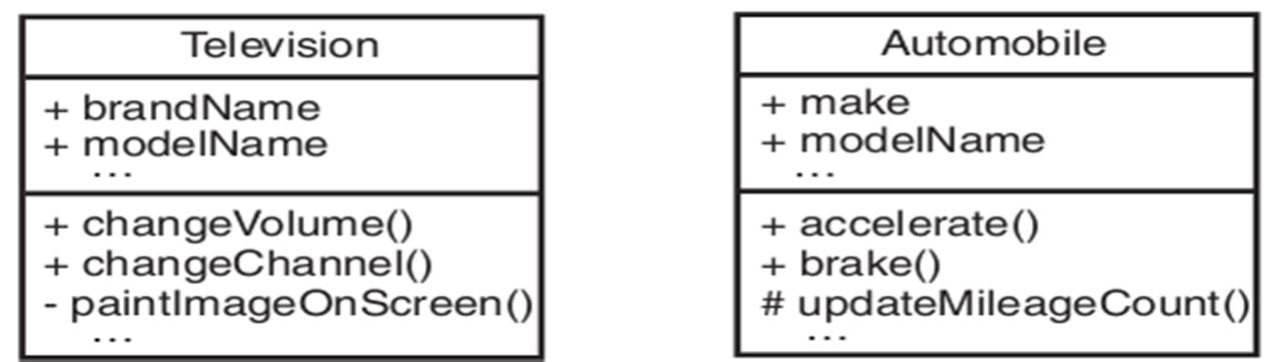 Television
+ brandName
+ modelName
...
+ changeVolume()
+ changeChannel()
- paintImageOnScreen()
...
Automobile
+ make
+ modelName
...
+ accelerate()
+ brake()
# updateMileageCount()
...